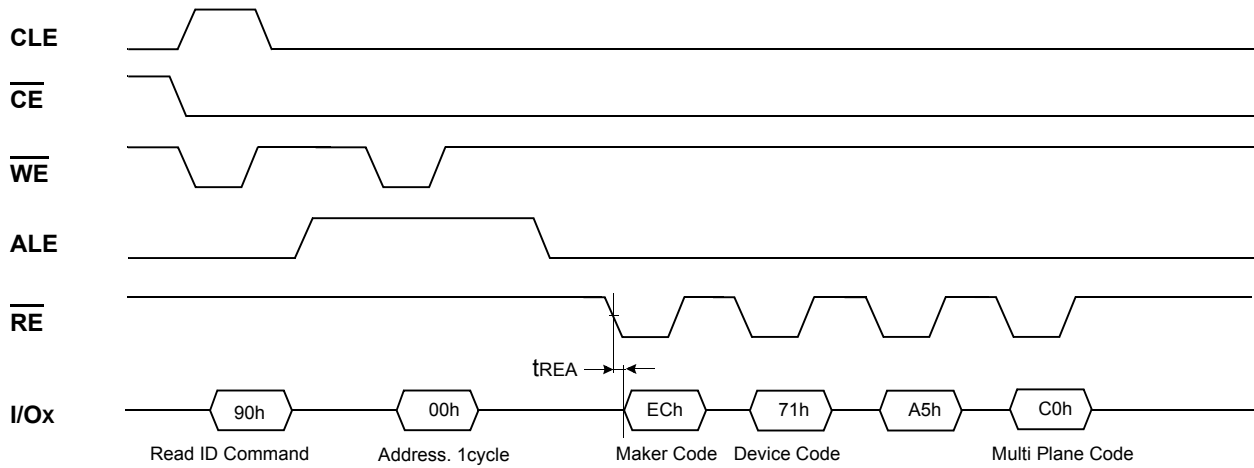 CLE
CE
WE
ALE
RE
tREA
I/Ox
90h
00h
ECh
71h
A5h
C0h
Read ID Command
Address. 1cycle
Maker Code
Device Code
Multi Plane Code